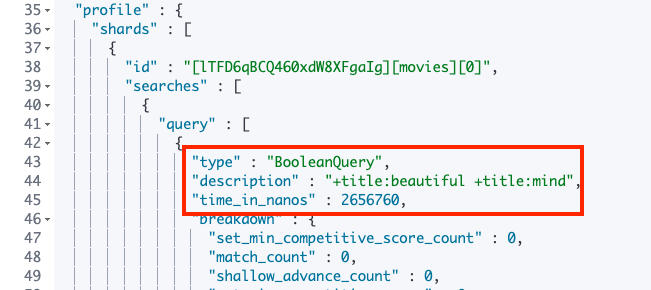 35 "profile" : {
36 "shards" : [
37 {
38 "id" : "[lTFD6qBCQ460xdW8XFgaIg][movies][0]",
39 "searches" : [
40 {
41 "query" : [
42 {
43 "type" : "BooleanQuery",
44 "description" : "+title:beautiful +title:mind",
45 "time_in_nanos" : 2656760,
46 "breakdown" : {
47 "set_min_competitive_score_count" : 0,
48 "match_count" : 0,
49 "shallow_advance_count" : 0,